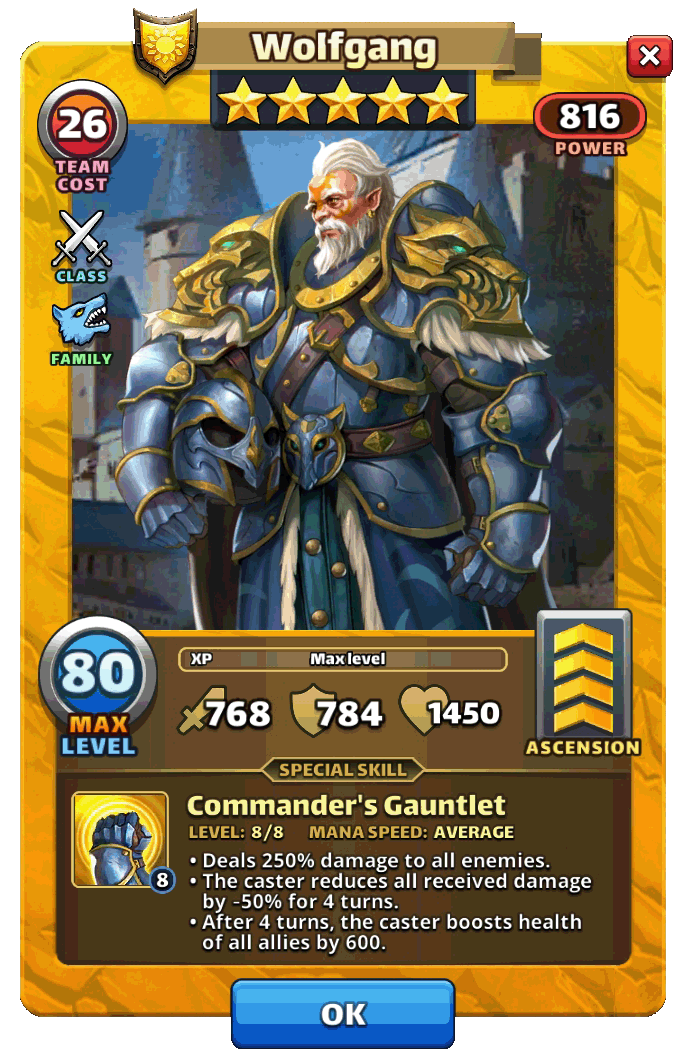 Wolfgang
26
TEAM
COST
816
POWER
CLASS
FAMILY
80
MAX
LEVEL
XP Max level
768 784 1450
ASCENSION
SPECIAL SKILL
Commander's Gauntlet
LEVEL: 8/8 MANA SPEED: AVERAGE
8
• Deals 250% damage to all enemies.
• The caster reduces all received damage
by -50% for 4 turns.
• After 4 turns, the caster boosts health
of all allies by 600.
OK